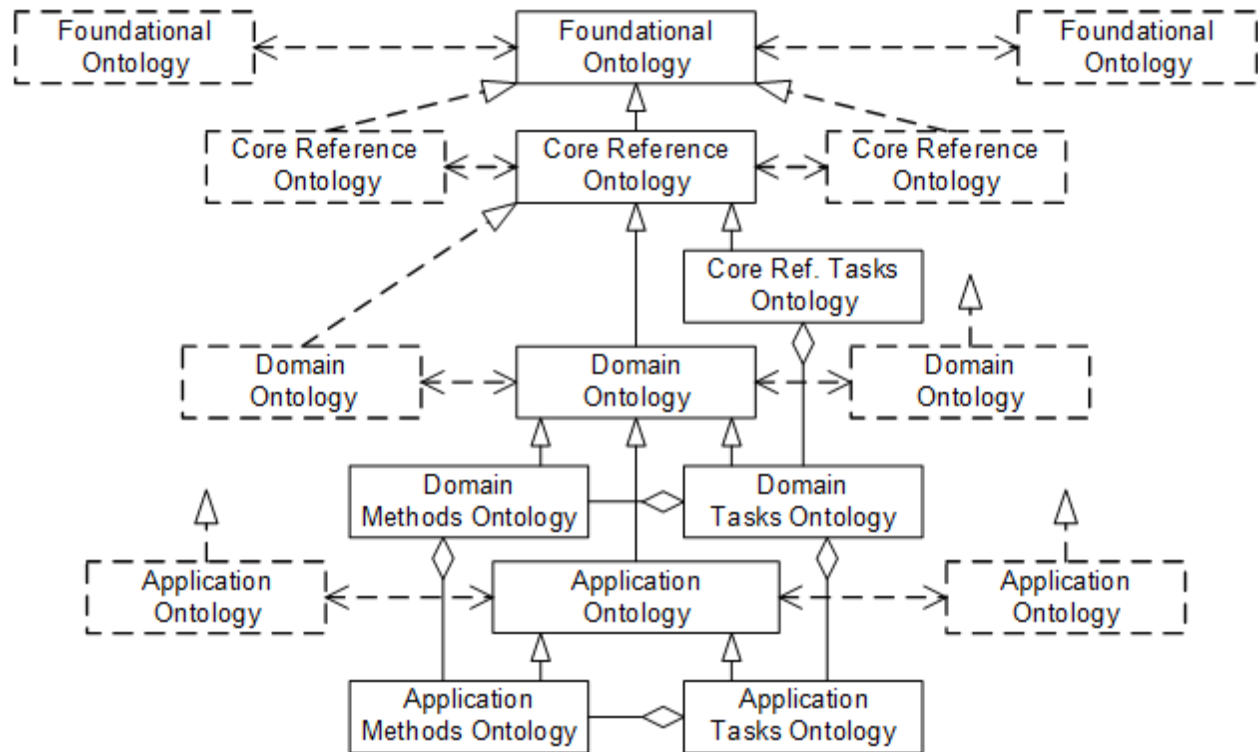 Foundational
Ontology
Foundational
Ontology
Foundational
Ontology
Core Reference
Ontology
Core Reference
Ontology
Core Reference
Ontology
Core Ref. Tasks
Ontology
Domain
Ontology
Domain
Ontology
Domain
Ontology
Domain
Methods Ontology
Domain
Tasks Ontology
Application
Ontology
Application
Ontology
Application
Ontology
Application
Methods Ontology
Application
Tasks Ontology